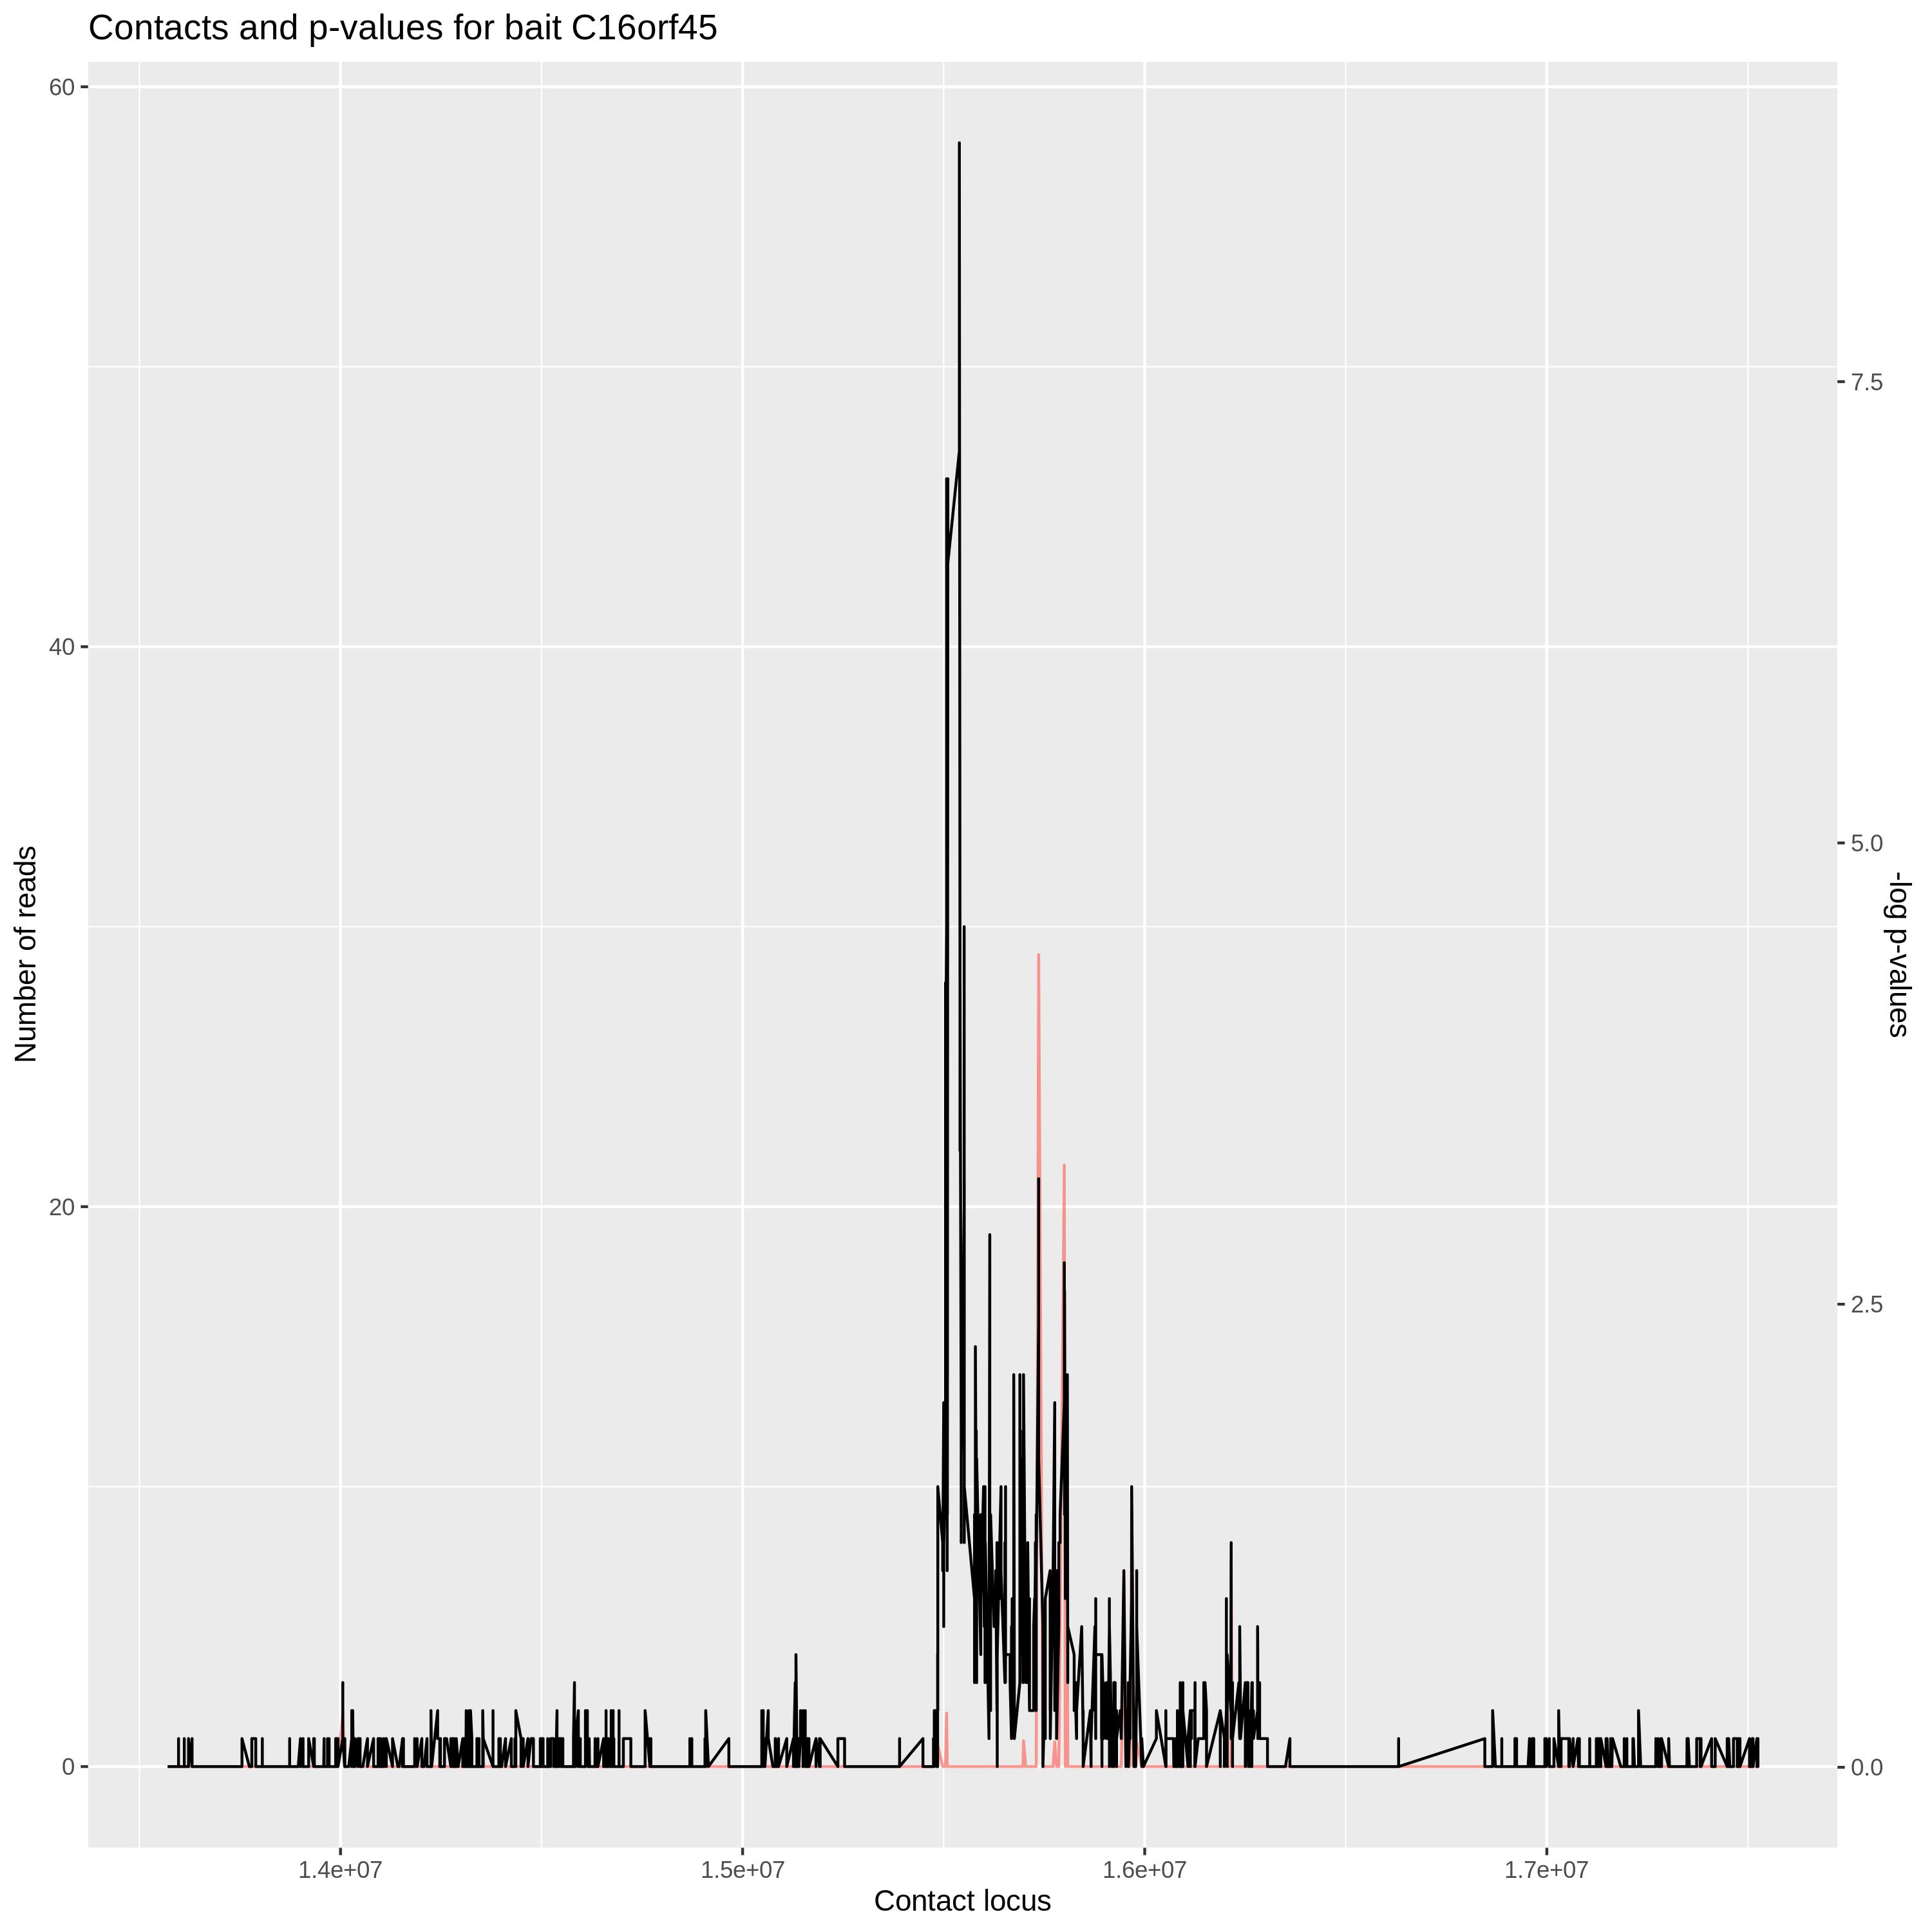 Contacts and p-values for bait C16orf45
60
40
20
0
Number of reads
7.5
5.0
2.5
0.0
-log p-values
1.4e+07
1.5e+07
1.6e+07
1.7e+07
Contact locus